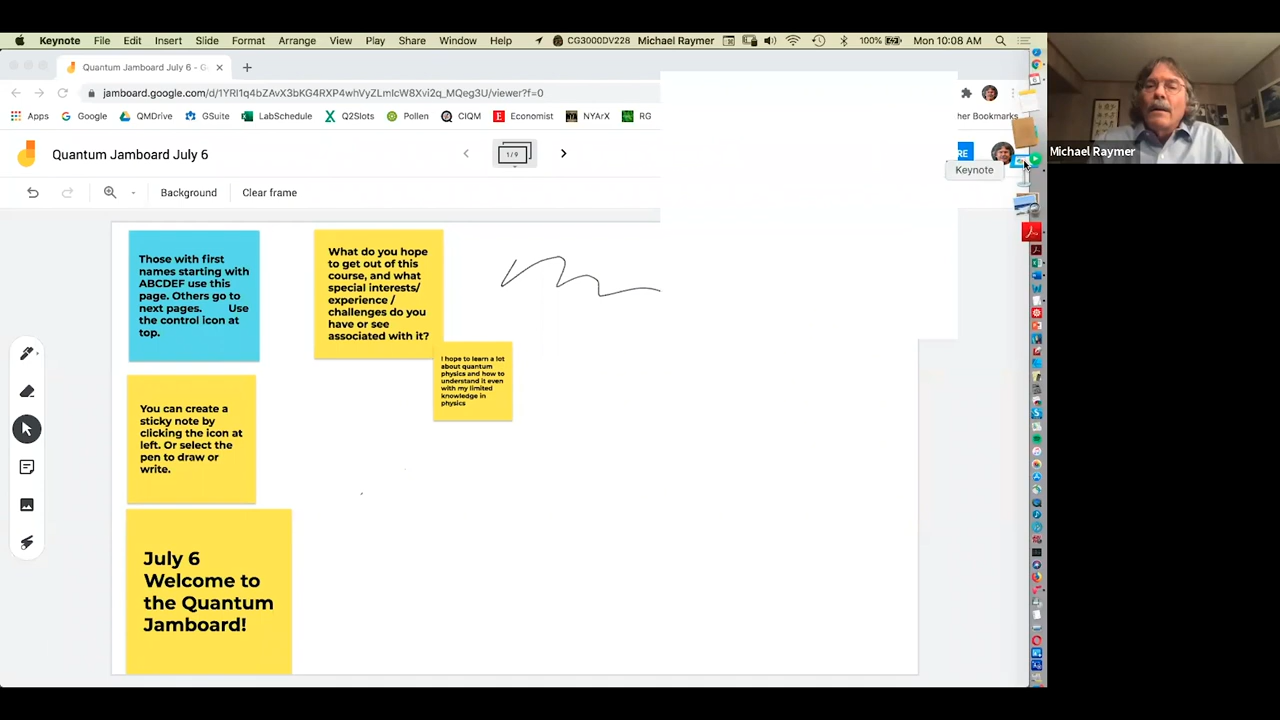 Keynote File Edit Insert Slide Format Arrange View Play Share Window Help CG3000DV228 Michael Raymer 100% Mon 10:08 AM
Quantum Jamboard July 6 - G
jamboard.google.com/d/1YRI1q4bZAvX3bKG4RXP4whVyZLmIcW8Xvi2q_MQeg3U/viewer?f=0
Apps Google QMDrive GSuite LabSchedule Q2Slots Pollen CIQM Economist NYArX RG her Bookmarks
Quantum Jamboard July 6
1/9
RE
Keynote
Background Clear frame
Those with first
names starting with
ABCDEF use this
page. Others go to
next pages. Use
the control icon at
top.
What do you hope
to get out of this
course, and what
special interests/
experience /
challenges do you
have or see
associated with it?
I hope to learn a lot
about quantum
physics and how to
understand it even
with my limited
knowledge in
physics
You can create a
sticky note by
clicking the icon at
left. Or select the
pen to draw or
write.
July 6
Welcome to
the Quantum
Jamboard!
Michael Raymer